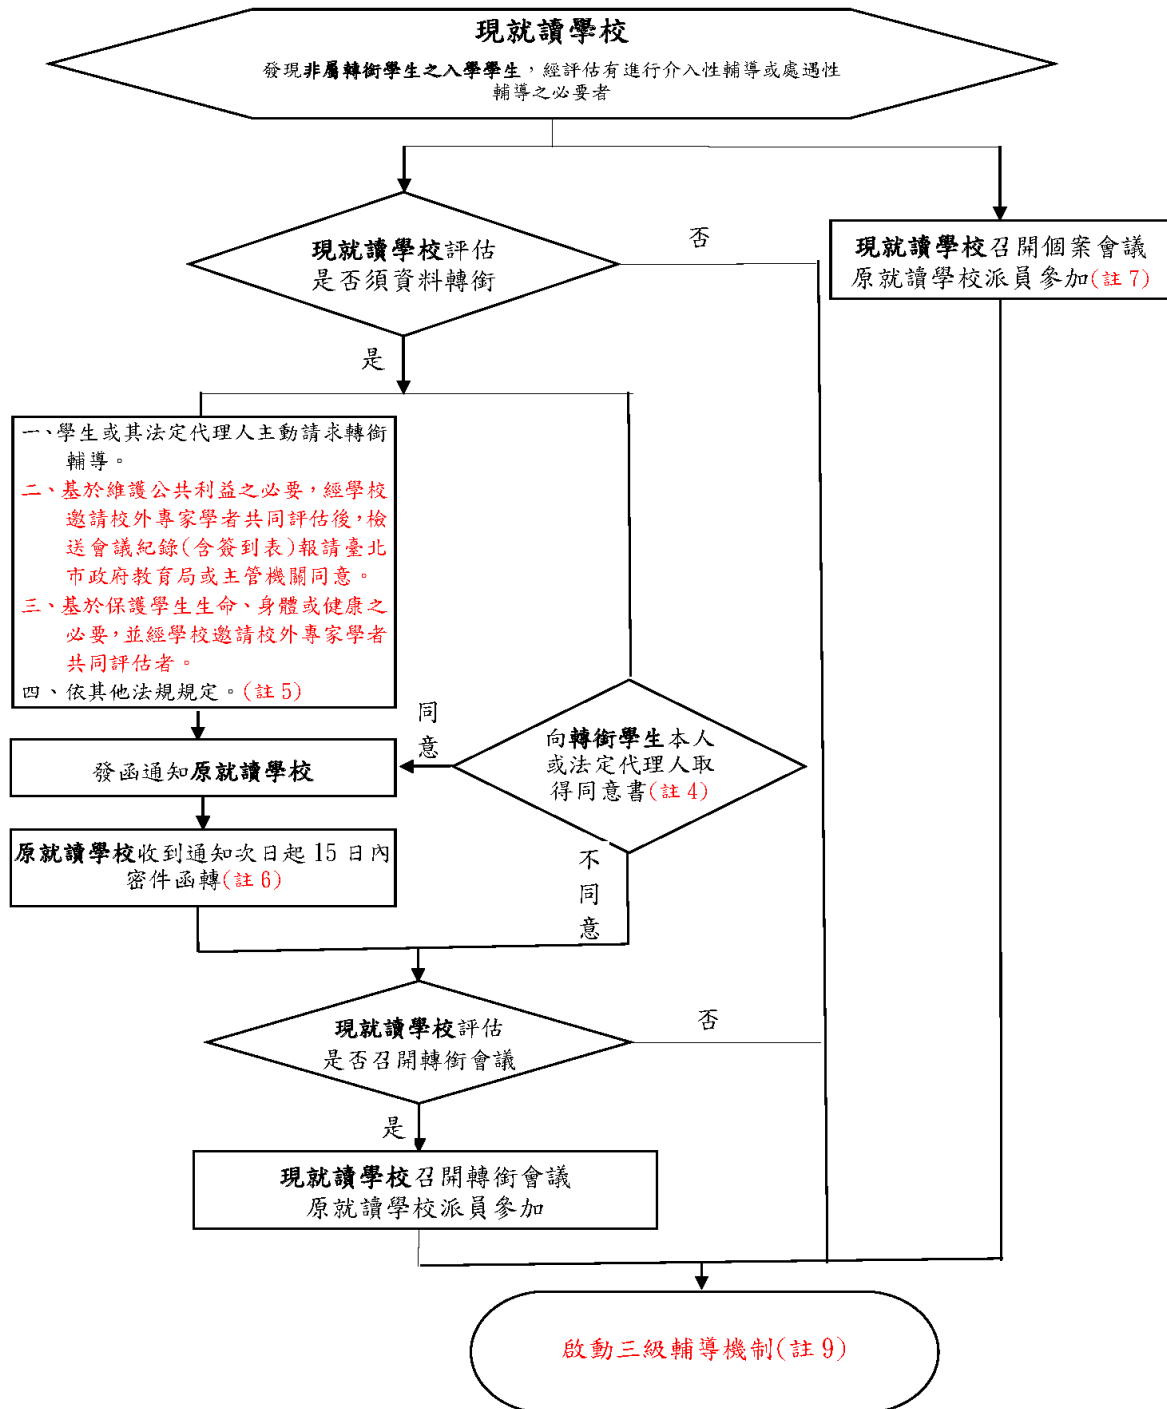 現就讀學校
發現非屬轉銜學生之入學學生，經評估有進行介入性輔導或處遇性
輔導之必要者
現就讀學校評估
是否須資料轉銜
否
是
現就讀學校召開個案會議
原就讀學校派員參加(註 7)
一、學生或其法定代理人主動請求轉銜
輔導。
二、基於維護公共利益之必要，經學校
邀請校外專家學者共同評估後，檢
送會議紀錄(含簽到表)報請臺北
市政府教育局或主管機關同意。
三、基於保護學生生命、身體或健康之
必要，並經學校邀請校外專家學者
共同評估者。
四、依其他法規規定。(註 5)
同意
向轉銜學生本人
或法定代理人取
得同意書(註 4)
發函通知原就讀學校
原就讀學校收到通知次日起 15 日內
密件函轉(註 6)
不同意
現就讀學校評估
是否召開轉銜會議
否
是
現就讀學校召開轉銜會議
原就讀學校派員參加
啟動三級輔導機制(註 9)